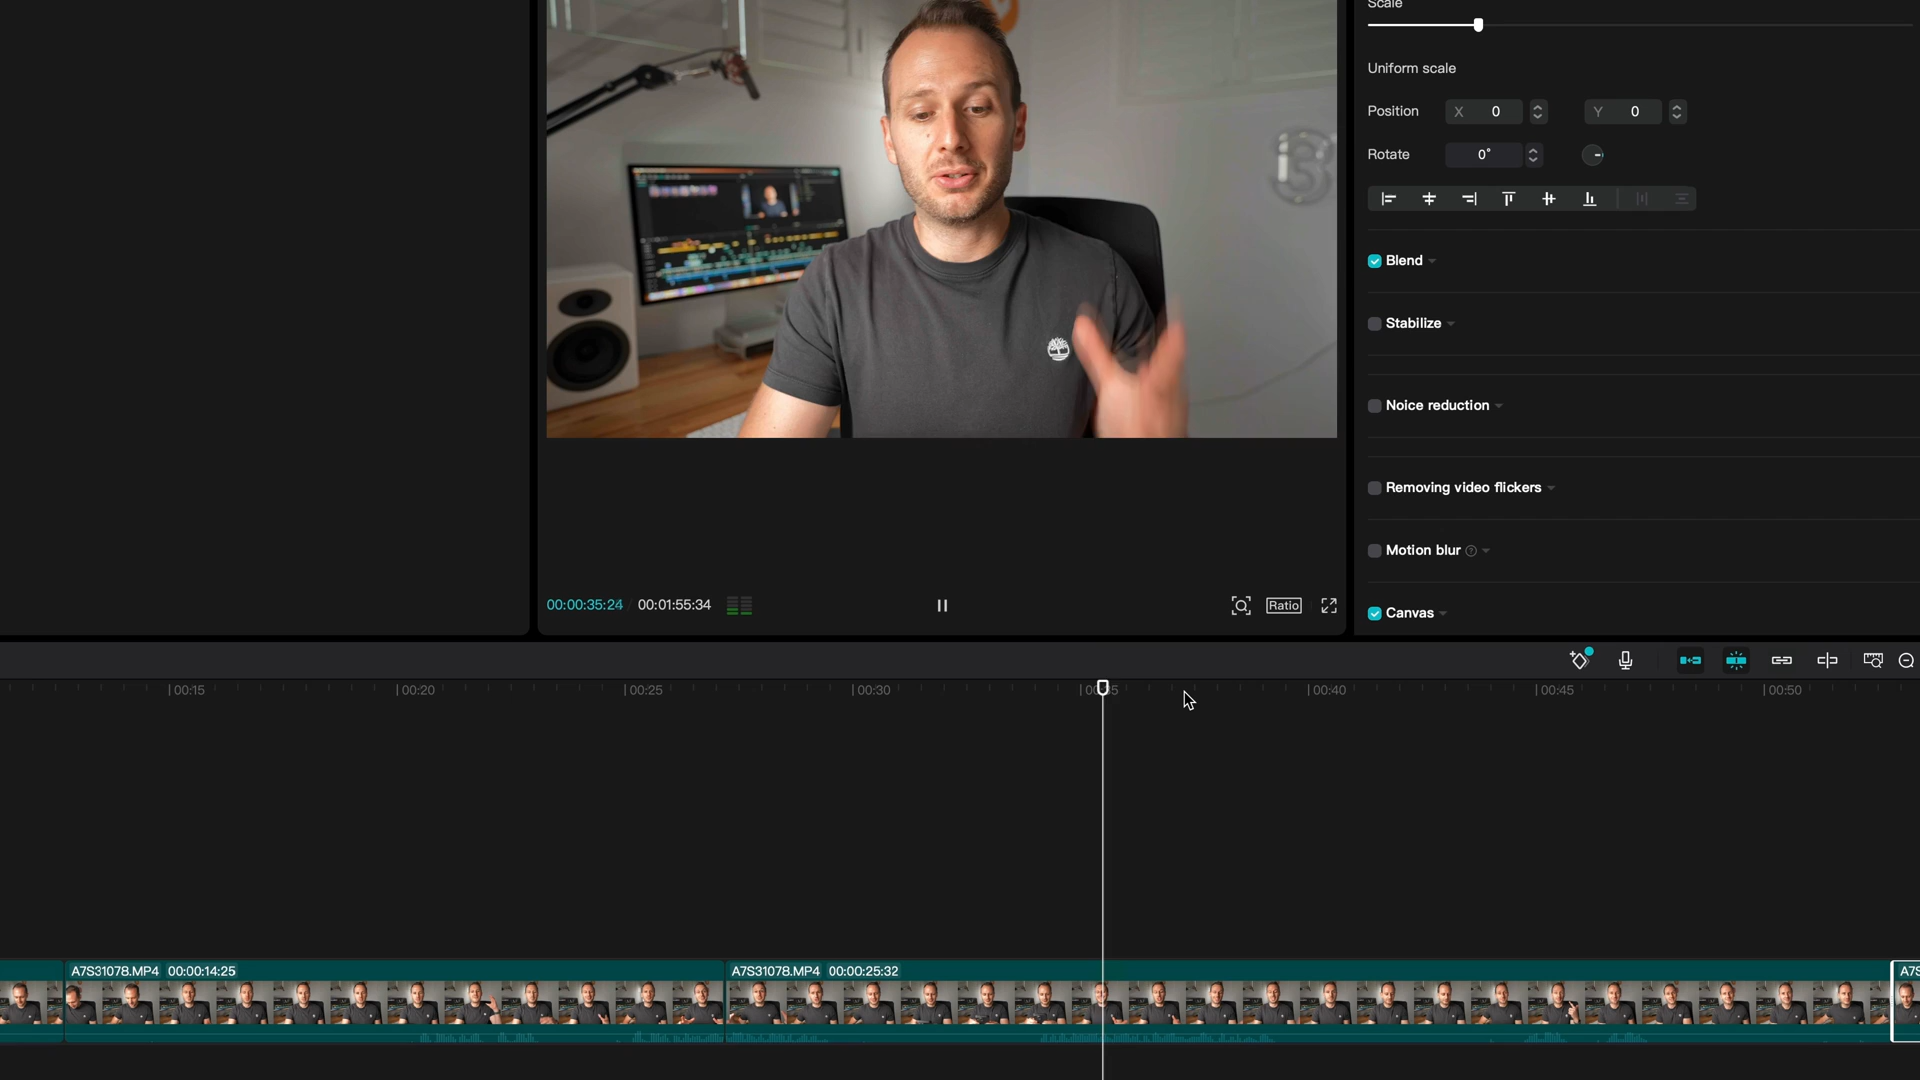 Scale
Uniform scale
Position X 0 Y 0
Rotate 0°
Blend
Stabilize
Noice reduction
Removing video flickers
Motion blur
Canvas
00:00:35:24 00:01:55:34
Ratio
00:15 00:20 00:25 00:30 00:40 00:45 00:50
A7S31078.MP4 00:00:14:25 A7S31078.MP4 00:00:25:32 A7S